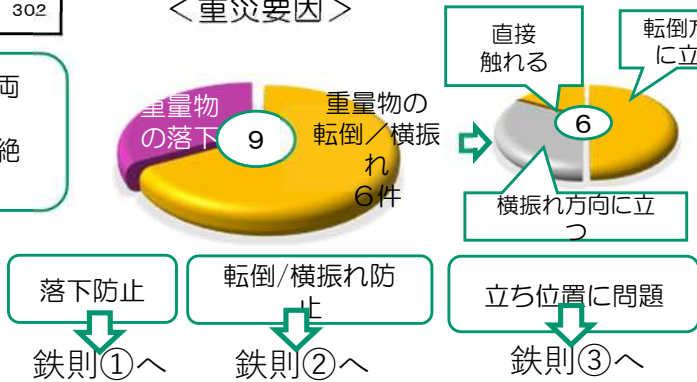 302
＜重災要因＞
両
絶
重量物
の落下
9
重量物の
転倒／横振
れ
6件
直接
触れる
転倒方
に立
6
横振れ方向に立
つ
落下防止
転倒/横振れ防
止
立ち位置に問題
鉄則①へ
鉄則②へ
鉄則③へ